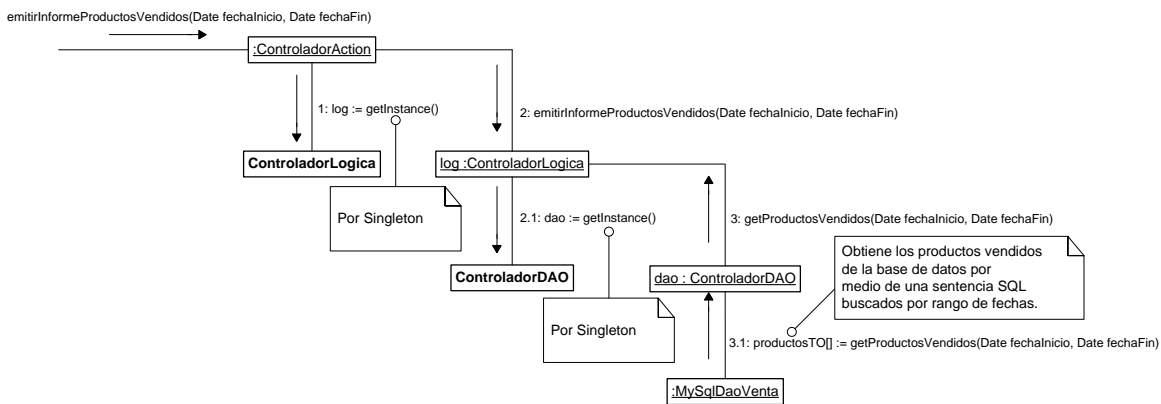 emitirInformeProductosVendidos(Date fechaInicio, Date fechaFin)
:ControladorAction
1: log := getInstance()
2: emitirInformeProductosVendidos(Date fechaInicio, Date fechaFin)
ControladorLogica
log :ControladorLogica
Por Singleton
2.1: dao := getInstance()
3: getProductosVendidos(Date fechaInicio, Date fechaFin)
Obtiene los productos vendidos
de la base de datos por
medio de una sentencia SQL
buscados por rango de fechas.
ControladorDAO
dao : ControladorDAO
Por Singleton
3.1: productosTO[] := getProductosVendidos(Date fechaInicio, Date fechaFin)
:MySqlDaoVenta